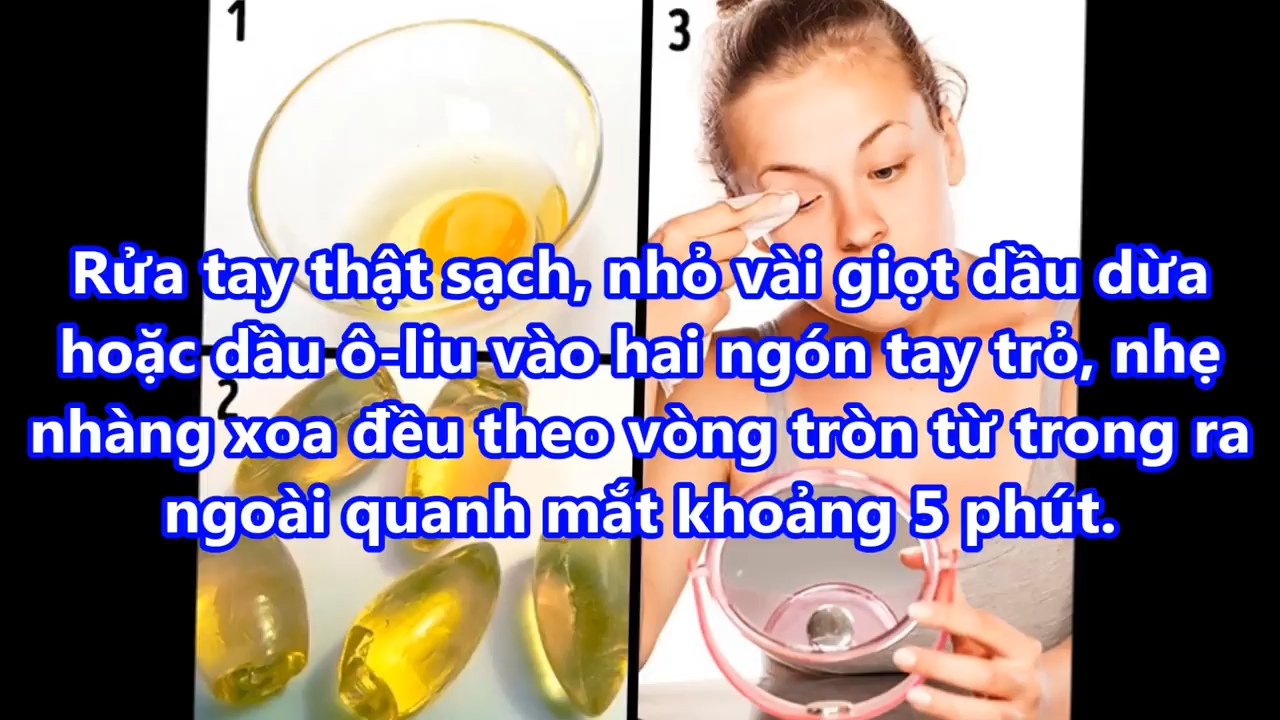 1
3
2
Rửa tay thật sạch, nhỏ vài giọt dầu dừa
hoặc dầu ô-liu vào hai ngón tay trỏ, nhẹ
nhàng xoa đều theo vòng tròn từ trong ra
ngoài quanh mắt khoảng 5 phút.